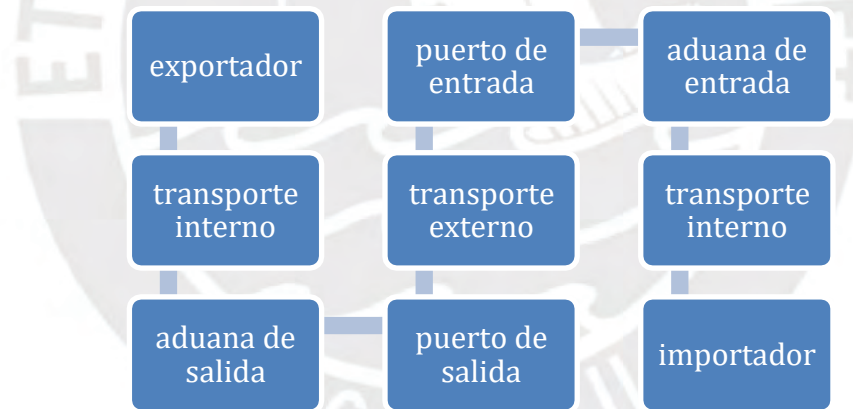 exportador
transporte
interno
aduana de
salida
puerto de
salida
transporte
externo
puerto de
entrada
aduana de
entrada
transporte
interno
importador